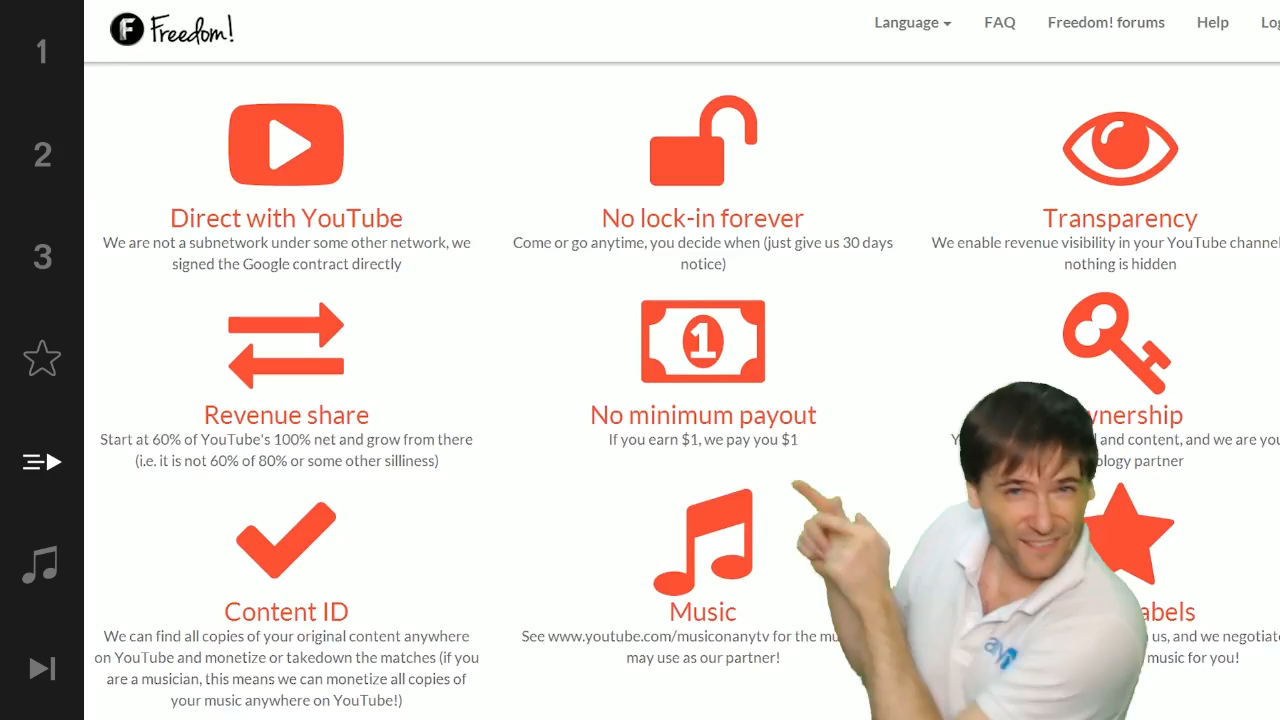 F Freedom!
Language
FAQ
Freedom! forums
Help
1
2
3
Direct with YouTube
We are not a subnetwork under some other network, we
signed the Google contract directly
No lock-in forever
Come or go anytime, you decide when (just give us 30 days
notice)
Transparency
We enable revenue visibility in your YouTube channel
nothing is hidden
Revenue share
Start at 60% of YouTube's 100% net and grow from there
(i.e. it is not 60% of 80% or some other silliness)
1
No minimum payout
If you earn $1, we pay you $1
and content, and we are
partner
Content ID
We can find all copies of your original content anywhere
on YouTube and monetize or takedown the matches (if you
are a musician, this means we can monetize all copies of
your music anywhere on YouTube!)
Music
See www.youtube.com/musiconanytv for the
may use as our partner!
us, and we
music for you!